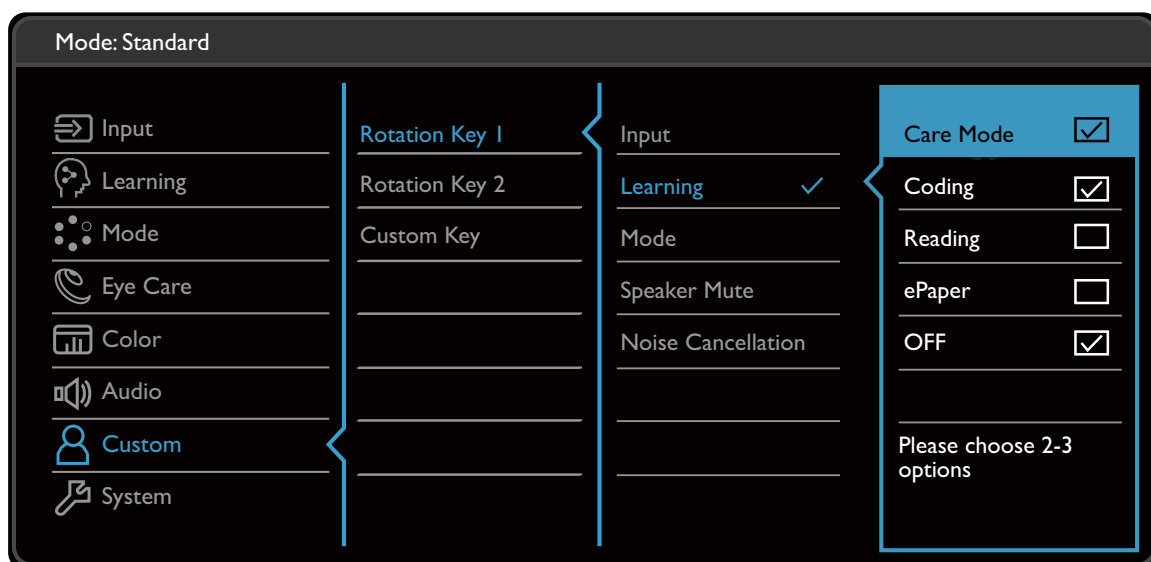 Mode: Standard
Input
Learning
Mode
Eye Care
Color
Audio
Custom
System
Rotation Key 1
Rotation Key 2
Custom Key
Input
Learning
Mode
Speaker Mute
Noise Cancellation
Care Mode
Coding
Reading
ePaper
OFF
Please choose 2-3
options